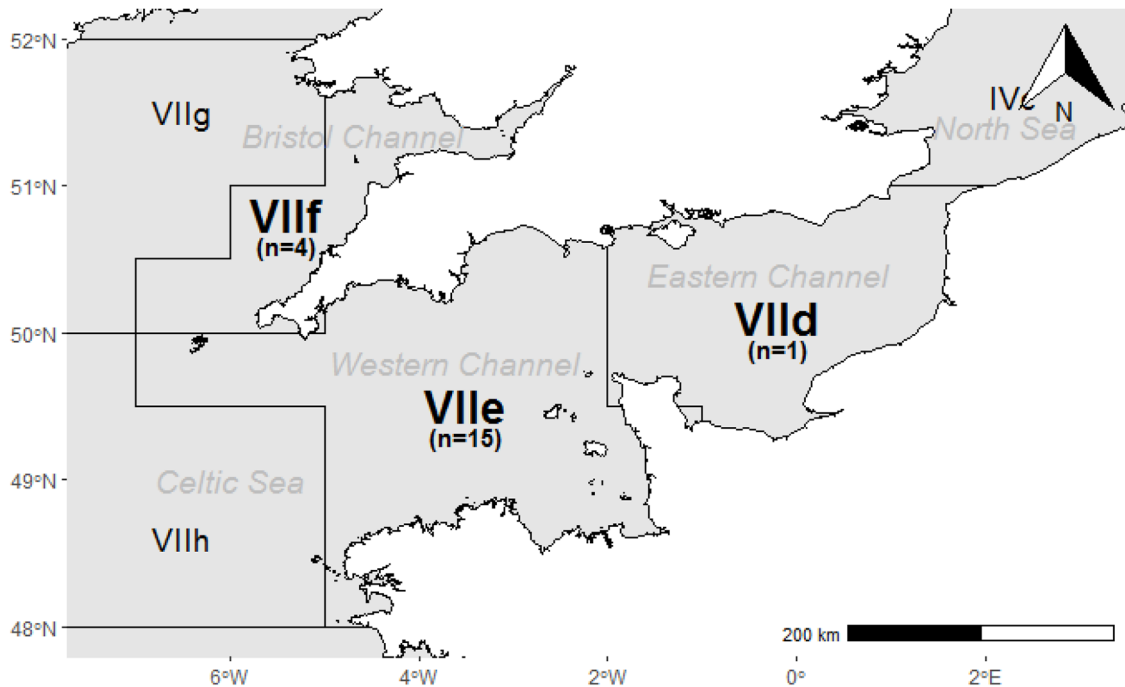 52°N
VIIg
IVc
N
Bristol Channel
North Sea
51°N
VIIf
(n=4)
Eastern Channel
VIId
(n=1)
50°N
Western Channel
VIIe
(n=15)
49°N
Celtic Sea
VIIh
48°N
200 km
6°W
4°W
2°W
0°
2°E